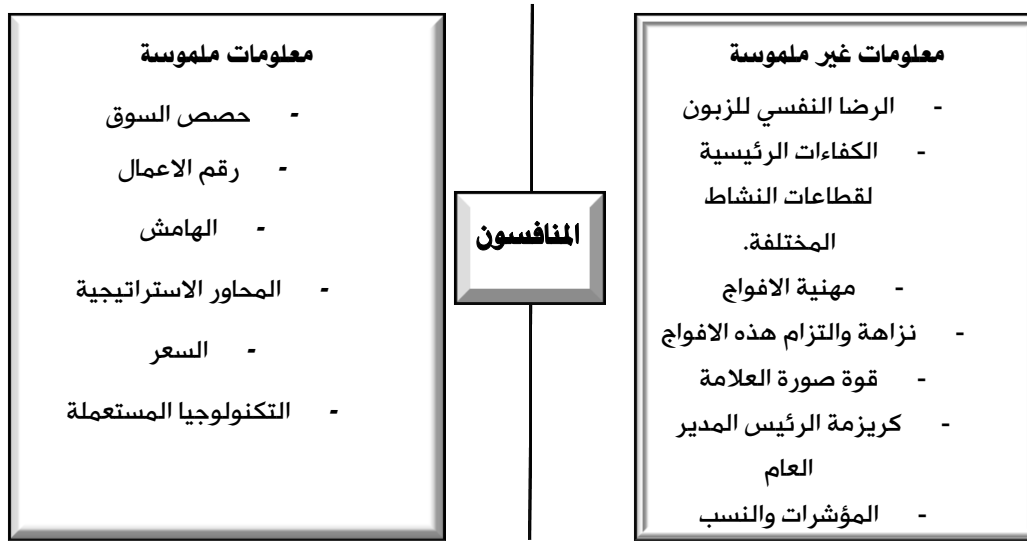 معلومات غير ملموسة
- الرضا النفسي للزبون
- الكفاءات الرئيسية
لقطاعات النشاط
المختلفة.
- مهنية الافواج
- نزاهة والتزام هذه الافواج
- قوة صورة العلامة
- كريزمة الرئيس المدير
العام
- المؤشرات والنسب
المنافسون
معلومات ملموسة
- حصص السوق
- رقم الاعمال
- الهامش
- المحاور الاستراتيجية
- السعر
- التكنولوجيا المستعملة